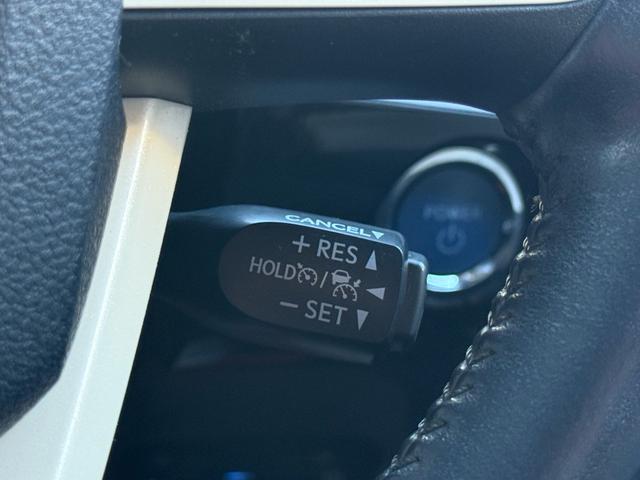 CANCEL▼
+ RES ▲
HOLD / ◀
− SET ▼
POWER